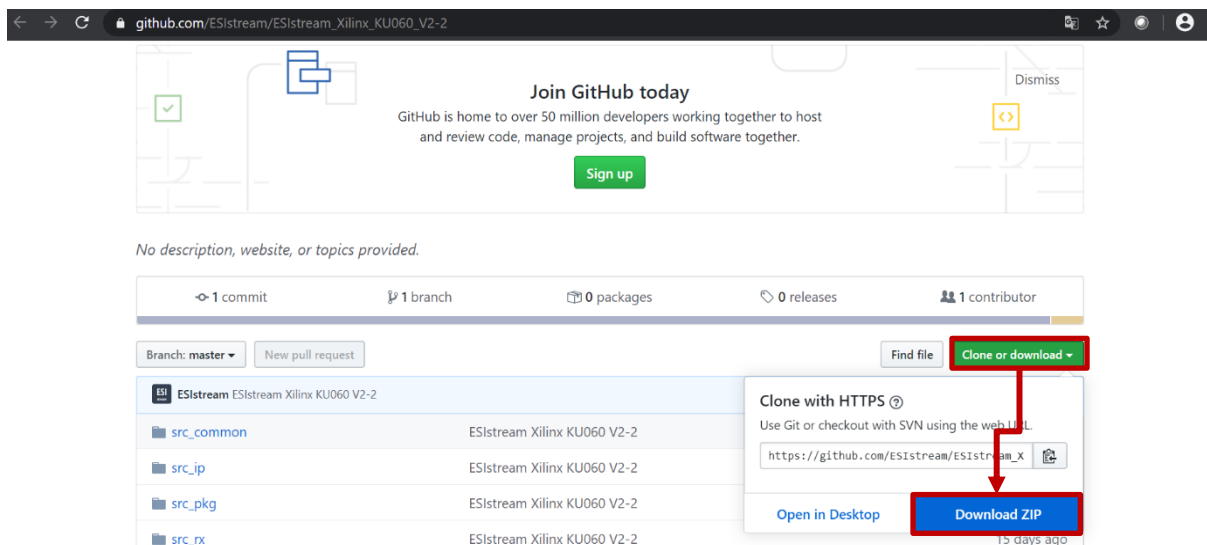 github.com/ESIstream/ESIstream_Xilinx_KU060_V2-2
Join GitHub today
Dismiss
GitHub is home to over 50 million developers working together to host
and review code, manage projects, and build software together.
Sign up
No description, website, or topics provided.
1 commit 1 branch 0 packages 0 releases 1 contributor
Branch: master New pull request Find file Clone or download
ESI ESIstream ESIstream Xilinx KU060 V2-2
Clone with HTTPS
Use Git or checkout with SVN using the web URL.
https://github.com/ESIstream/ESIstream_X
Open in Desktop Download ZIP
src_common ESIstream Xilinx KU060 V2-2
src_ip ESIstream Xilinx KU060 V2-2
src_pkg ESIstream Xilinx KU060 V2-2
src_rx ESIstream Xilinx KU060 V2-2 15 days ago